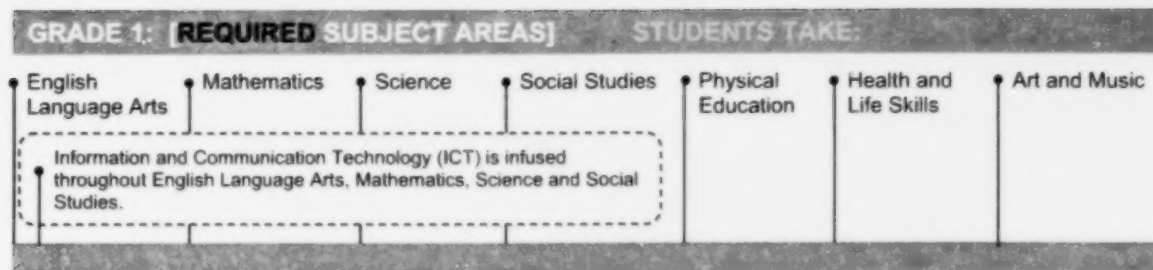 GRADE 1: [REQUIRED SUBJECT AREAS] STUDENTS TAKE:
English
Language Arts
Mathematics
Science
Social Studies
Physical
Education
Health and
Life Skills
Art and Music
Information and Communication Technology (ICT) is infused
throughout English Language Arts, Mathematics, Science and Social
Studies.